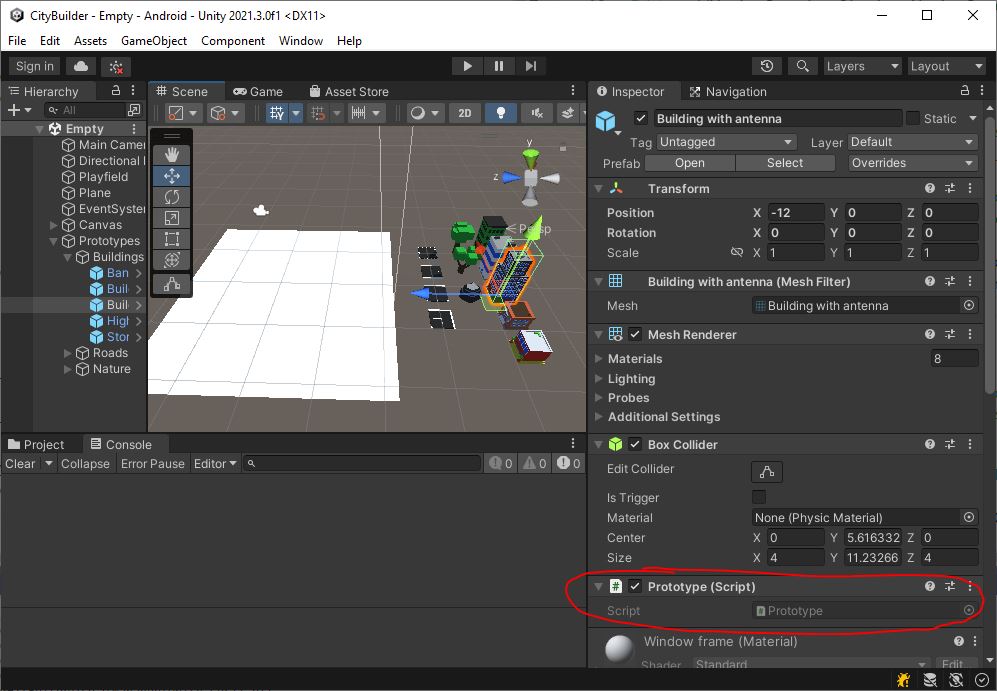 CityBuilder - Empty - Android - Unity 2021.3.0f1 <DX11>
File Edit Assets GameObject Component Window Help
Sign in Layers Layout
Hierarchy
All
Empty
Main Camer
Directional l
Playfield
Plane
EventSystem
Canvas
Prototypes
Buildings
Ban
Buil
Buil
High
Stor
Roads
Nature
Scene Game Asset Store
2D
y
z
< Persp
Inspector Navigation
Building with antenna Static
Tag Untagged Layer Default
Prefab Open Select Overrides
Transform
Position X -12 Y 0 Z 0
Rotation X 0 Y 0 Z 0
Scale X 1 Y 1 Z 1
Building with antenna (Mesh Filter)
Mesh Building with antenna
Mesh Renderer
Materials 8
Lighting
Probes
Additional Settings
Box Collider
Edit Collider
Is Trigger
Material None (Physic Material)
Center X 0 Y 5.616332 Z 0
Size X 4 Y 11.23266 Z 4
# Prototype (Script)
Script # Prototype
Window frame (Material)
Shader Standard Edit...
Project Console
Clear Collapse Error Pause Editor 0 0 0